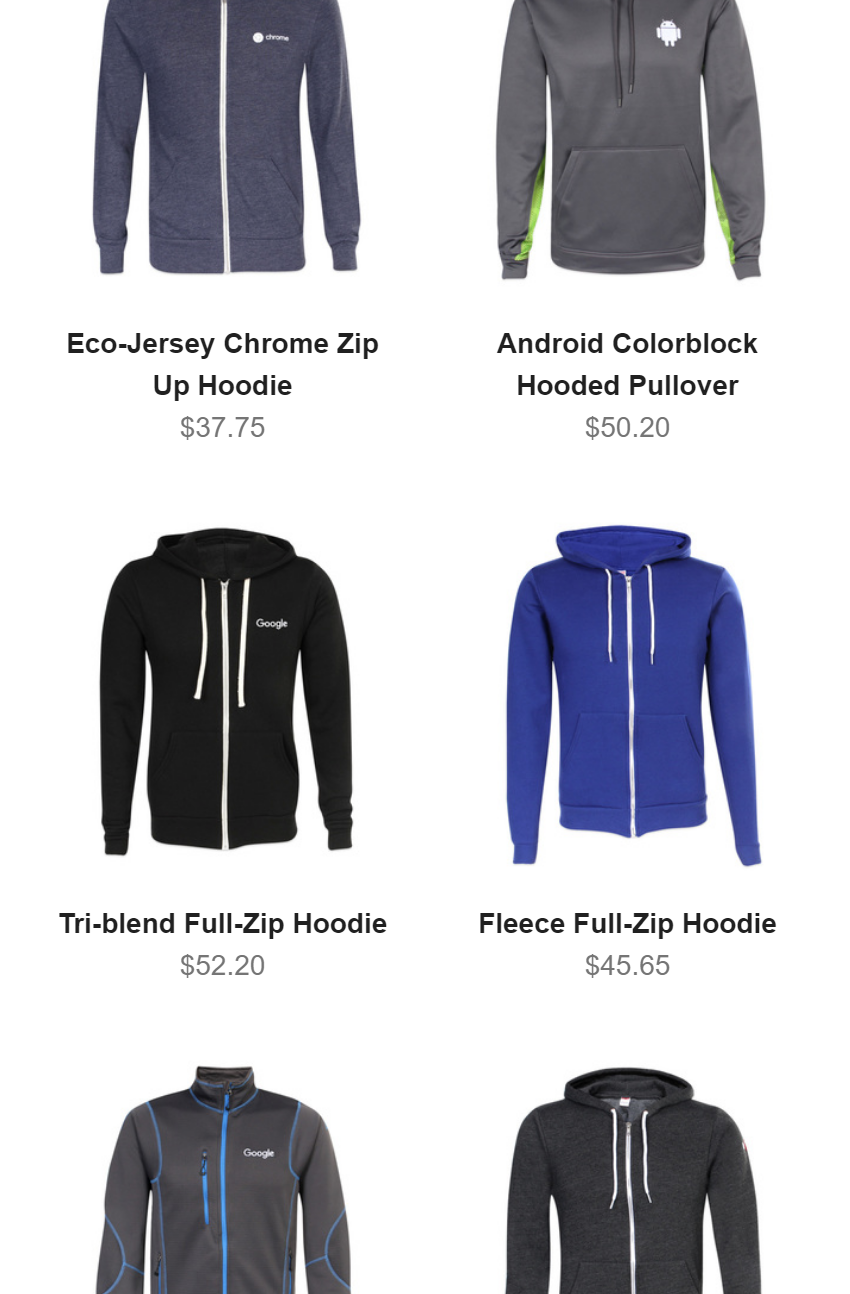 chrome
Eco-Jersey Chrome Zip
Up Hoodie
$37.75
Android Colorblock
Hooded Pullover
$50.20
Google
Tri-blend Full-Zip Hoodie
$52.20
Fleece Full-Zip Hoodie
$45.65
Google